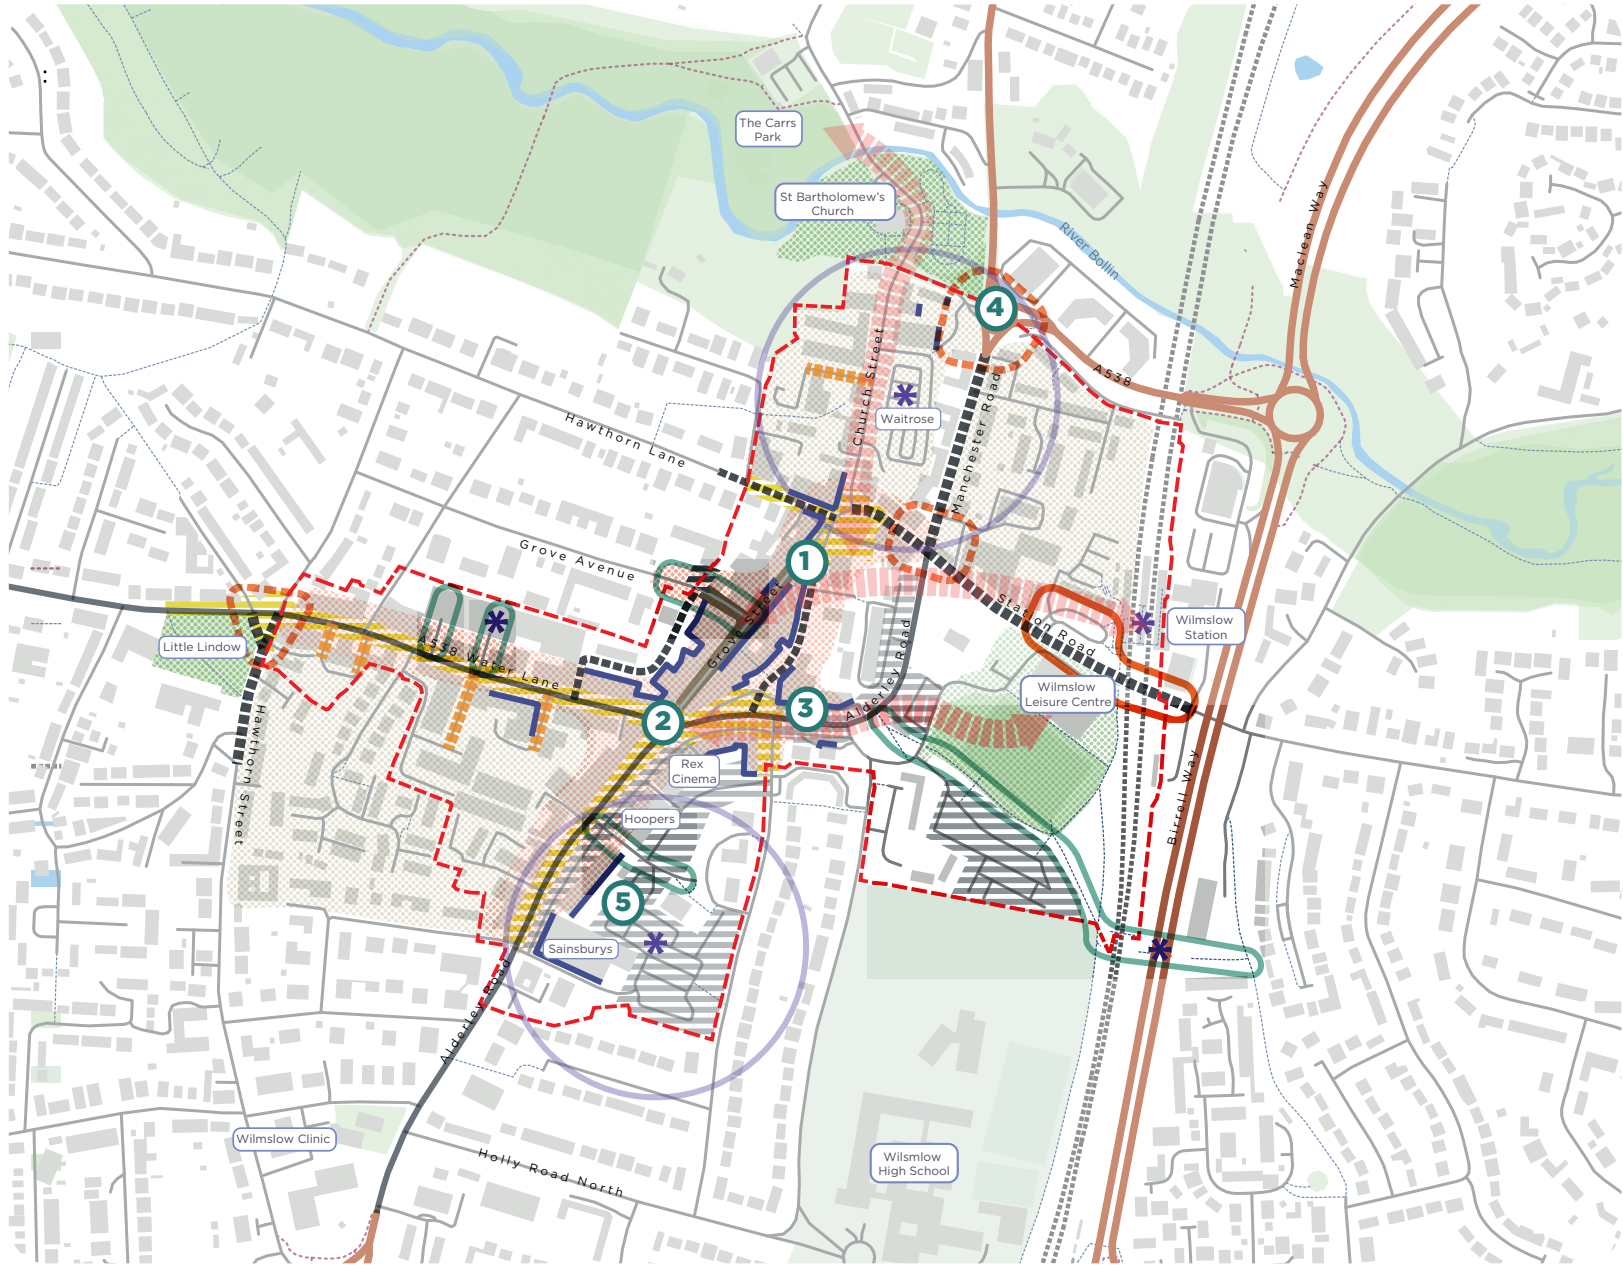 :
The Carrs
Park
St Bartholomew's
Church
River Bollin
Maclean Way
4
A538
Church Street
Waitrose
Manchester Road
Hawthorn Lane
Grove Avenue
1
Station Road
Wilmslow
Station
Little Lindow
A538 Water Lane
Grove Street
Alderley Road
Wilmslow
Leisure Centre
2
3
Rex
Cinema
Hawthorn Street
Hoopers
Birrell Way
5
Sainsburys
Alderley Road
Wilmslow Clinic
Holly Road North
Wilsmlow
High School